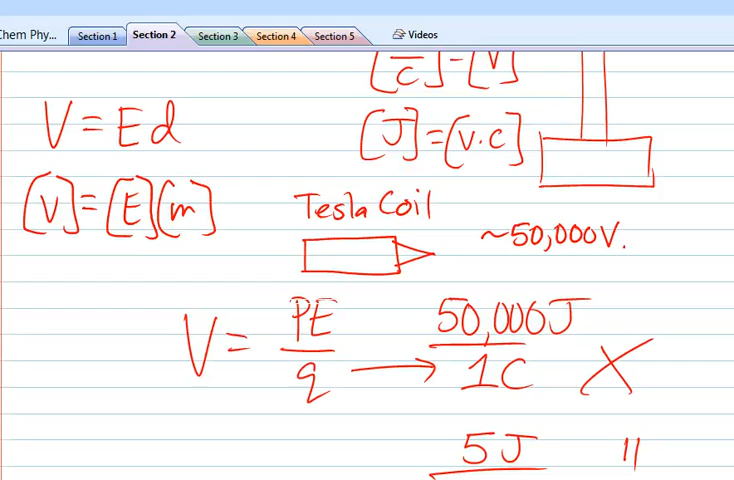 Chem Phy... Section 1 Section 2 Section 3 Section 4 Section 5 Videos
[J/C] = [V]
V = Ed
[J] = [V.C]
[V] = [E][m]
Tesla Coil
~50,000V.
V = PE/q → 50,000J/1C X
5J "